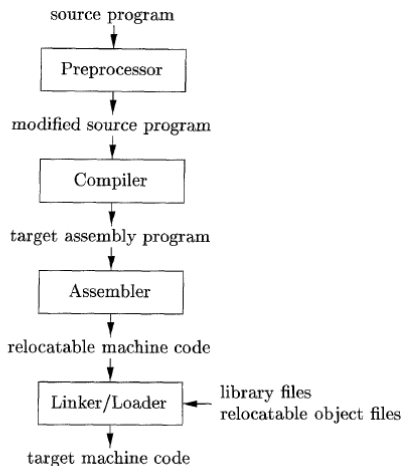 source program
Preprocessor
modified source program
Compiler
target assembly program
Assembler
relocatable machine code
Linker/Loader
library files
relocatable object files
target machine code